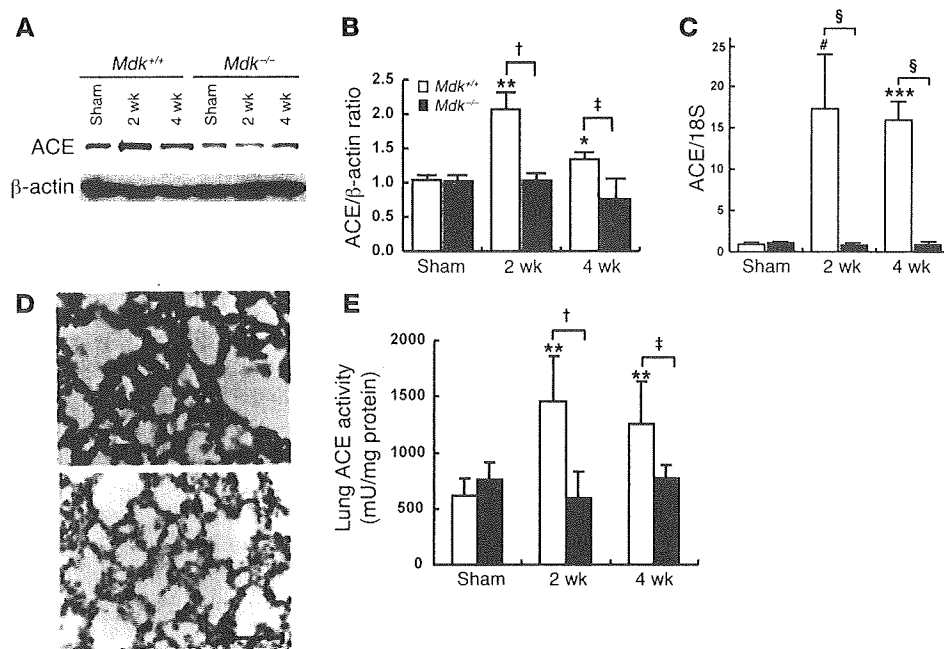 A
Mdk+/+ Mdk−/−
Sham 2 wk 4 wk Sham 2 wk 4 wk
ACE
β-actin
B
ACE/β-actin ratio
2.5
2.0
1.5
1.0
0.5
0.0
Mdk+/+
Mdk−/−
**
†
*
‡
Sham 2 wk 4 wk
C
ACE/18S
25
20
15
10
5
0
#
§
***
§
Sham 2 wk 4 wk
D
E
Lung ACE activity
(mU/mg protein)
2000
1500
1000
500
0
**
†
**
‡
Sham 2 wk 4 wk